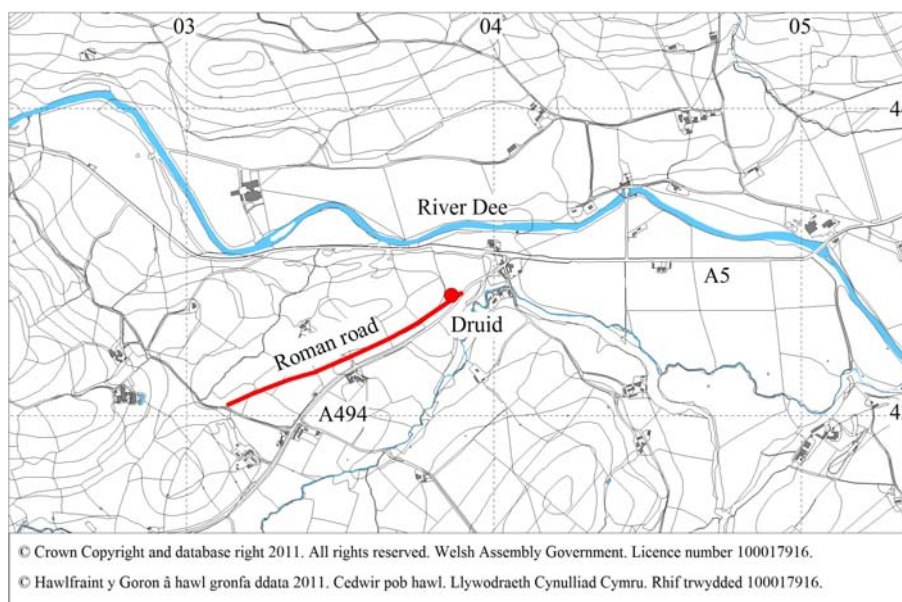 03 04 05
4
River Dee
A5
Roman road
Druid
A494
4
© Crown Copyright and database right 2011. All rights reserved. Welsh Assembly Government. Licence number 100017916.
© Hawlfraint y Goron â hawl gronfa ddata 2011. Cedwir pob hawl. Llywodraeth Cynulliad Cymru. Rhif trwydded 100017916.